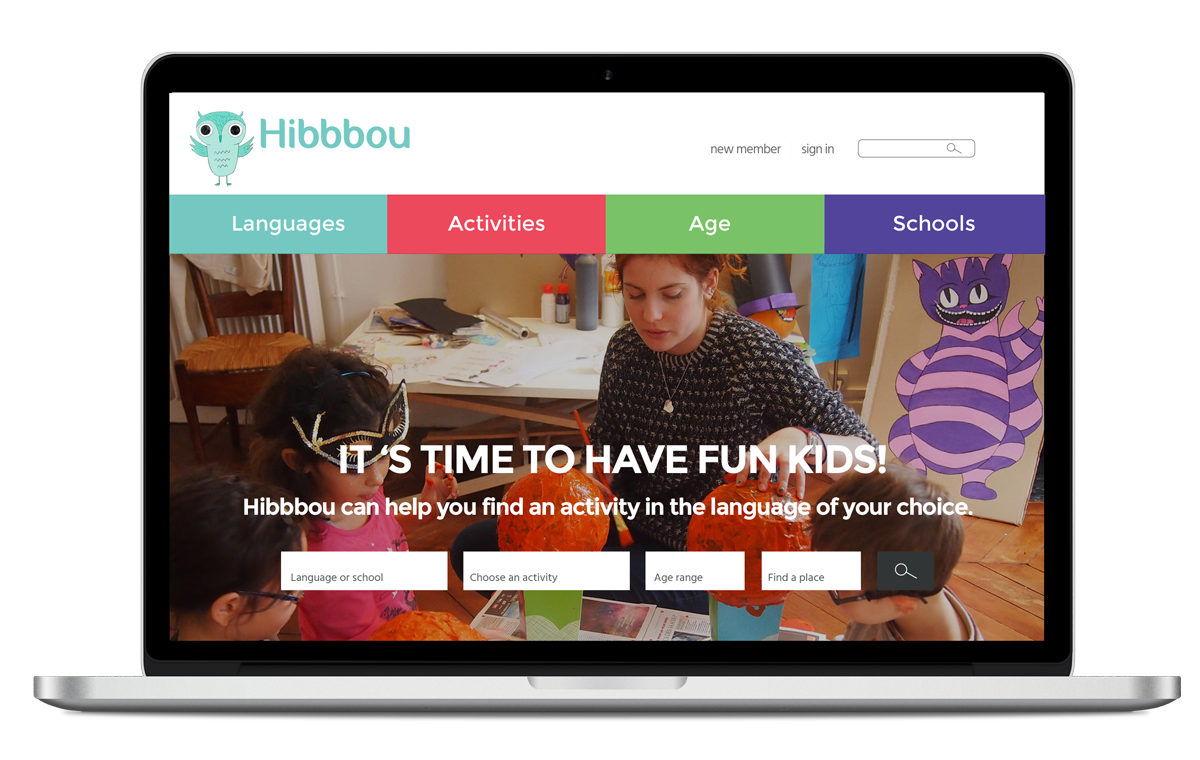 Hibbbou
new member sign in
Languages Activities Age Schools
IT ‘S TIME TO HAVE FUN KIDS!
Hibbbou can help you find an activity in the language of your choice.
Language or school Choose an activity Age range Find a place